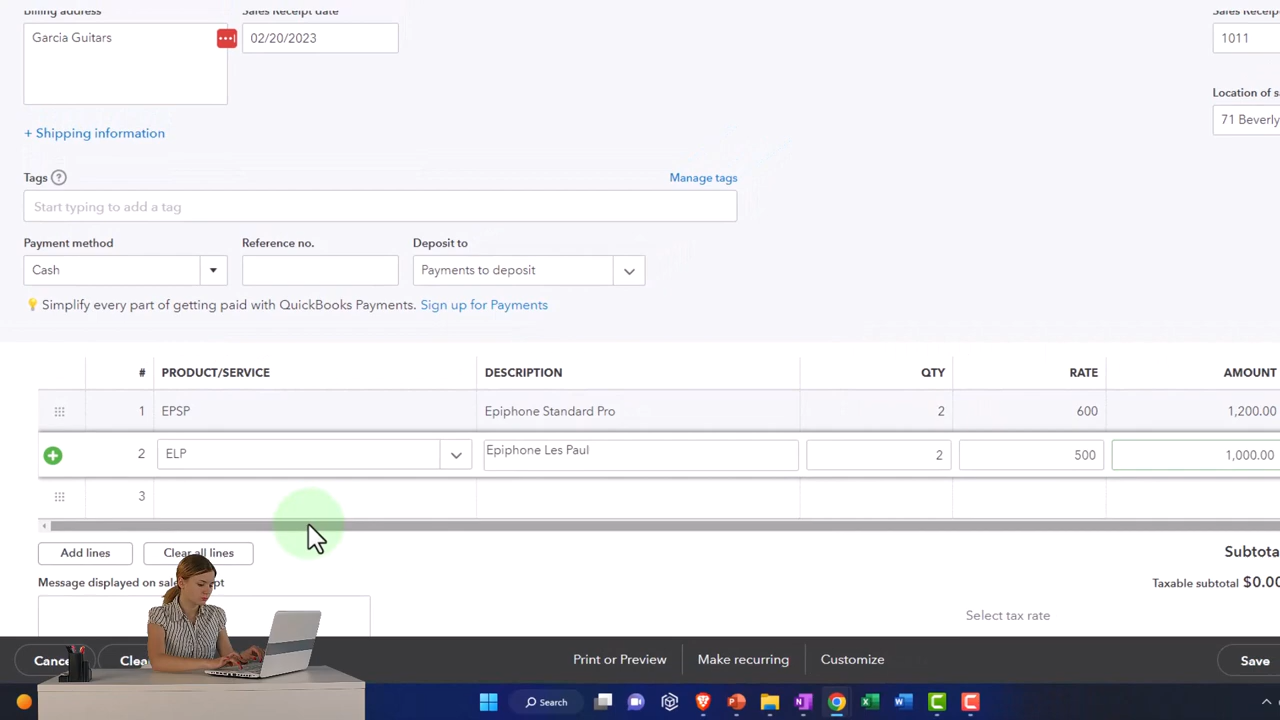 Billing address Sales Receipt date Sales Receipt
Garcia Guitars 02/20/2023 1011
Location of s
71 Beverly
+ Shipping information
Tags ? Manage tags
Start typing to add a tag
Payment method Reference no. Deposit to
Cash Payments to deposit
Simplify every part of getting paid with QuickBooks Payments. Sign up for Payments
# PRODUCT/SERVICE DESCRIPTION QTY RATE AMOUNT
1 EPSP Epiphone Standard Pro 2 600 1,200.00
2 ELP Epiphone Les Paul 2 500 1,000.00
3
Add lines Clear all lines Subtota
Message displayed on sales receipt Taxable subtotal $0.00
Select tax rate
Cance Clea Print or Preview Make recurring Customize Save
Search